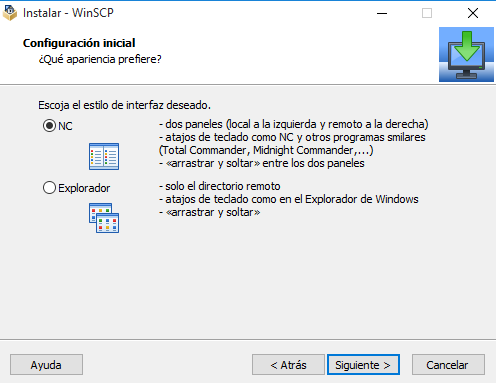 Instalar - WinSCP
Configuración inicial
¿Qué apariencia prefiere?
Escoja el estilo de interfaz deseado.
NC
- dos paneles (local a la izquierda y remoto a la derecha)
- atajos de teclado como NC y otros programas smilares
(Total Commander, Midnight Commander,...)
- «arrastrar y soltar» entre los dos paneles
Explorador
- solo el directorio remoto
- atajos de teclado como en el Explorador de Windows
- «arrastrar y soltar»
Ayuda
< Atrás
Siguiente >
Cancelar